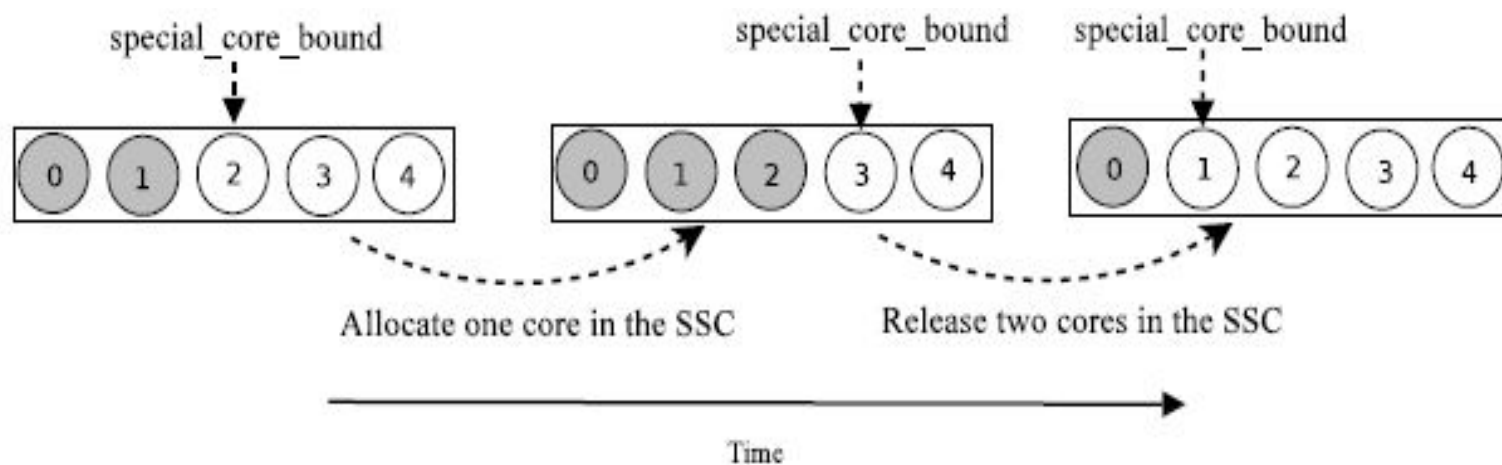 special_core_bound special_core_bound special_core_bound
0 1 2 3 4 0 1 2 3 4 0 1 2 3 4
Allocate one core in the SSC Release two cores in the SSC
Time